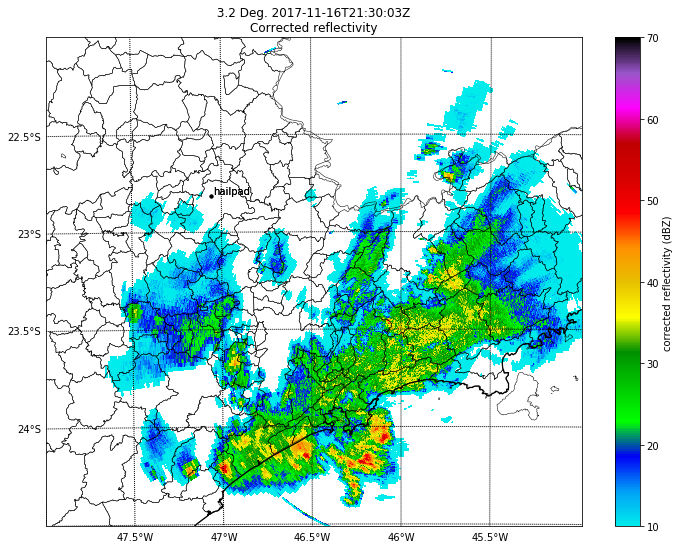 3.2 Deg. 2017-11-16T21:30:03Z
Corrected reflectivity
70
60
50
40
30
20
10
corrected reflectivity (dBZ)
22.5°S
23°S
23.5°S
24°S
hailpad
47.5°W
47°W
46.5°W
46°W
45.5°W